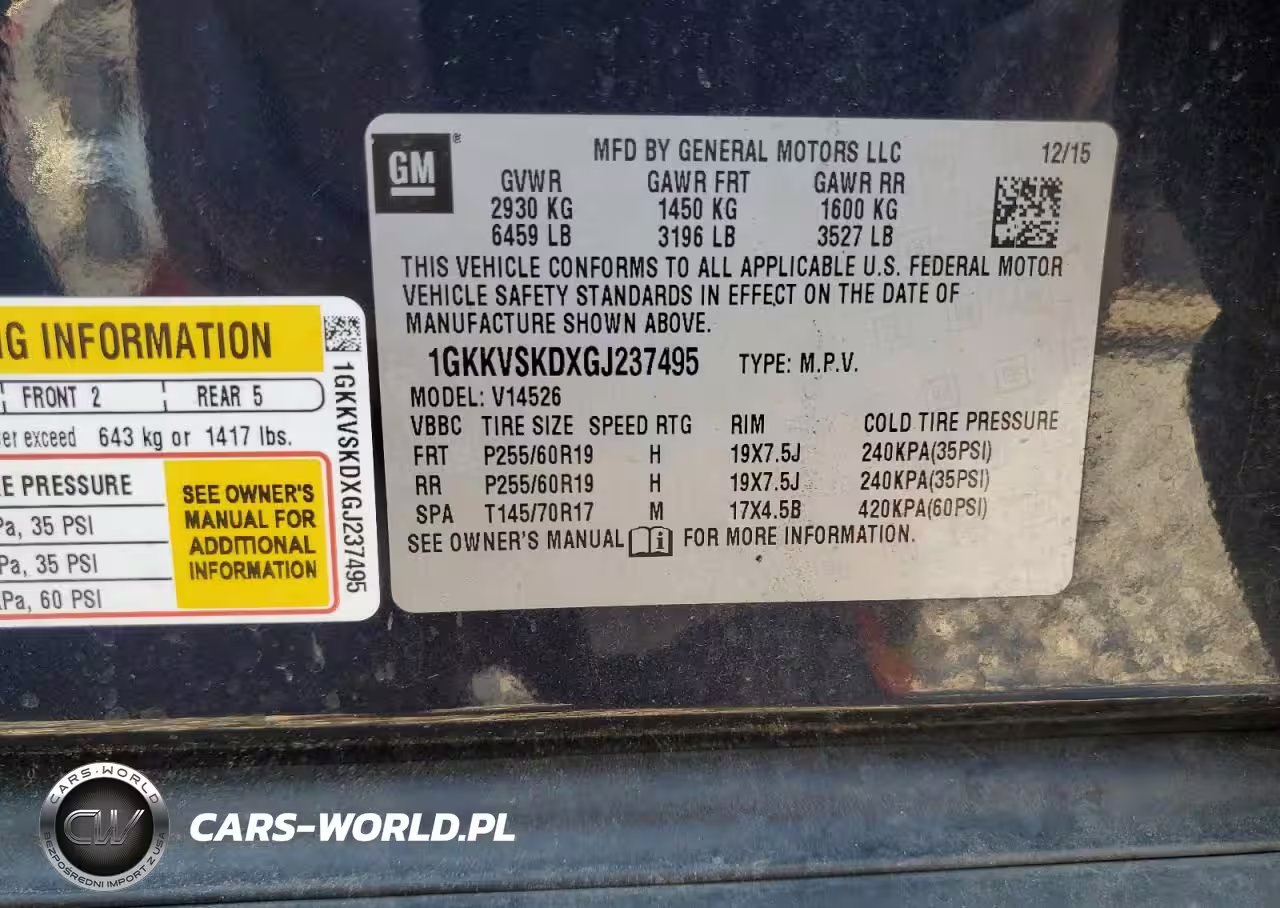 GM
®
MFD BY GENERAL MOTORS LLC 12/15
GVWR GAWR FRT GAWR RR
2930 KG 1450 KG 1600 KG
6459 LB 3196 LB 3527 LB
THIS VEHICLE CONFORMS TO ALL APPLICABLE U.S. FEDERAL MOTOR
VEHICLE SAFETY STANDARDS IN EFFECT ON THE DATE OF
MANUFACTURE SHOWN ABOVE.
1GKKVSKDXGJ237495 TYPE: M.P.V.
MODEL: V14526
VBBC TIRE SIZE SPEED RTG RIM COLD TIRE PRESSURE
FRT P255/60R19 H 19X7.5J 240KPA(35PSI)
RR P255/60R19 H 19X7.5J 240KPA(35PSI)
SPA T145/70R17 M 17X4.5B 420KPA(60PSI)
SEE OWNER'S MANUAL i FOR MORE INFORMATION.
G INFORMATION
FRONT 2 REAR 5
er exceed 643 kg or 1417 lbs.
E PRESSURE
Pa, 35 PSI
Pa, 35 PSI
Pa, 60 PSI
SEE OWNER'S
MANUAL FOR
ADDITIONAL
INFORMATION
1GKKVSKDXGJ237495
CARS-WORLD
CW
BEZPOŚREDNI IMPORT Z USA
CARS-WORLD.PL